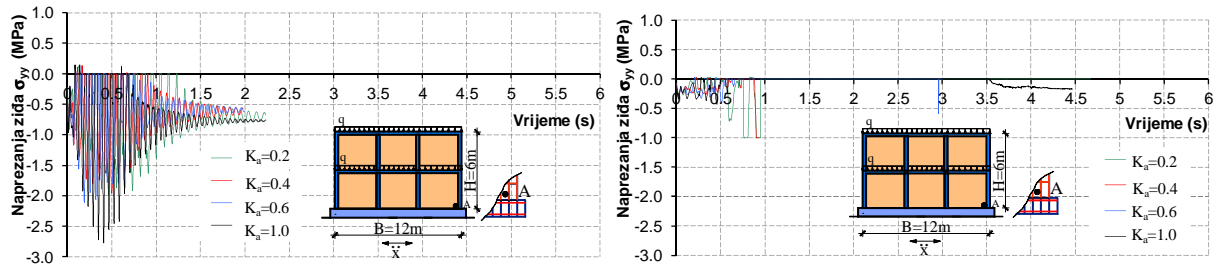 Naprezanja zida σyy (MPa)
1.0
0.5
0.0
-0.5
-1.0
-1.5
-2.0
-2.5
-3.0
0 0.5 1 1.5 2 2.5 3 3.5 4 4.5 5 5.5 6
Vrijeme (s)
Ka=0.2
Ka=0.4
Ka=0.6
Ka=1.0
q
q
H=6m
A
A
B=12m
ẍ
Naprezanja zida σyy (MPa)
1.0
0.5
0.0
-0.5
-1.0
-1.5
-2.0
-2.5
-3.0
0 0.5 1 1.5 2 2.5 3 3.5 4 4.5 5 5.5 6
Vrijeme (s)
q
q
H=6m
A
A
B=12m
ẍ
Ka=0.2
Ka=0.4
Ka=0.6
Ka=1.0